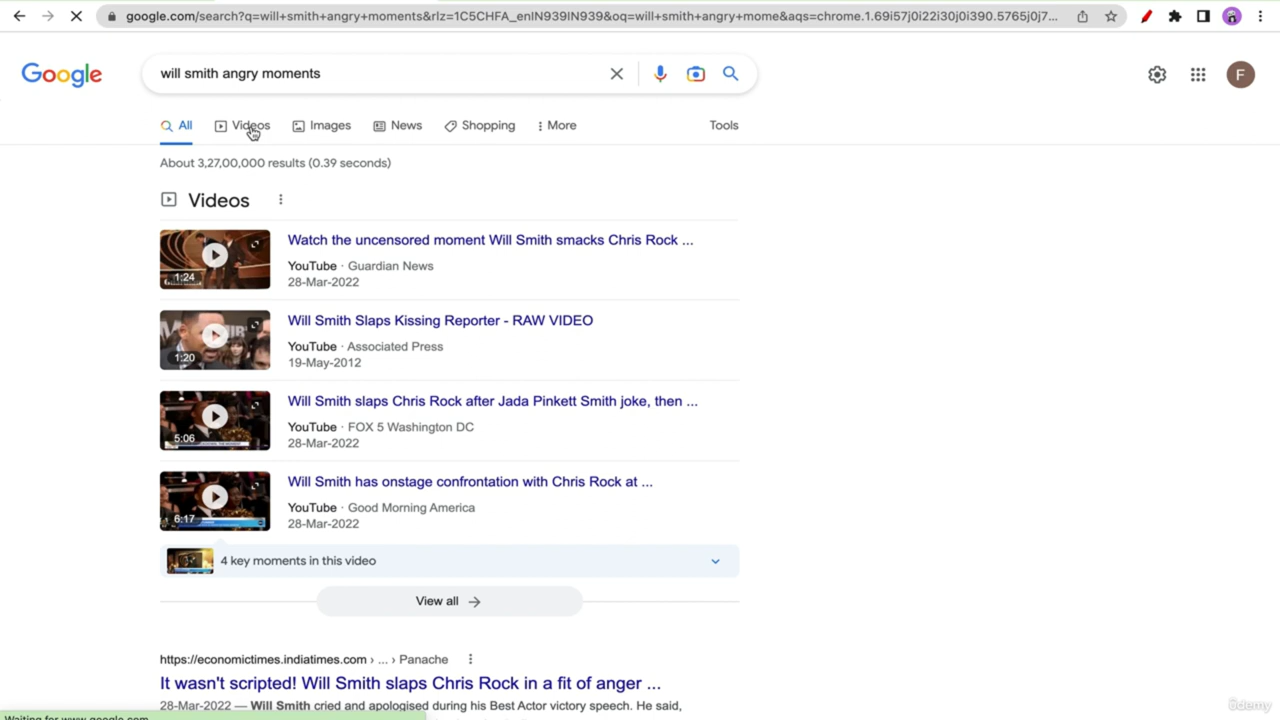 google.com/search?q=will+smith+angry+moments&rlz=1C5CHFA_enIN939IN939&oq=will+smith+angry+mome&aqs=chrome.1.69i57j0i22i30j0i390.5765j0j7...
Google
will smith angry moments
F
All Videos Images News Shopping More Tools
About 3,27,00,000 results (0.39 seconds)
Videos
Watch the uncensored moment Will Smith smacks Chris Rock ...
YouTube · Guardian News
1:24
28-Mar-2022
Will Smith Slaps Kissing Reporter - RAW VIDEO
YouTube · Associated Press
1:20
19-May-2012
Will Smith slaps Chris Rock after Jada Pinkett Smith joke, then ...
YouTube · FOX 5 Washington DC
5:06
28-Mar-2022
Will Smith has onstage confrontation with Chris Rock at ...
YouTube · Good Morning America
6:17
28-Mar-2022
4 key moments in this video
View all
https://economictimes.indiatimes.com › ... › Panache
It wasn't scripted! Will Smith slaps Chris Rock in a fit of anger ...
28-Mar-2022 — Will Smith cried and apologised during his Best Actor victory speech. He said,
Waiting for www.google.com
ûdemy